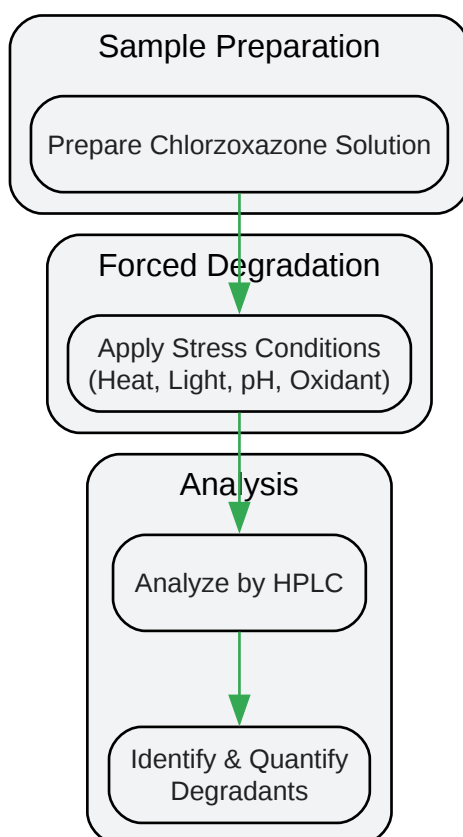 Sample Preparation
Prepare Chlorzoxazone Solution
Forced Degradation
Apply Stress Conditions
(Heat, Light, pH, Oxidant)
Analysis
Analyze by HPLC
Identify & Quantify
Degradants